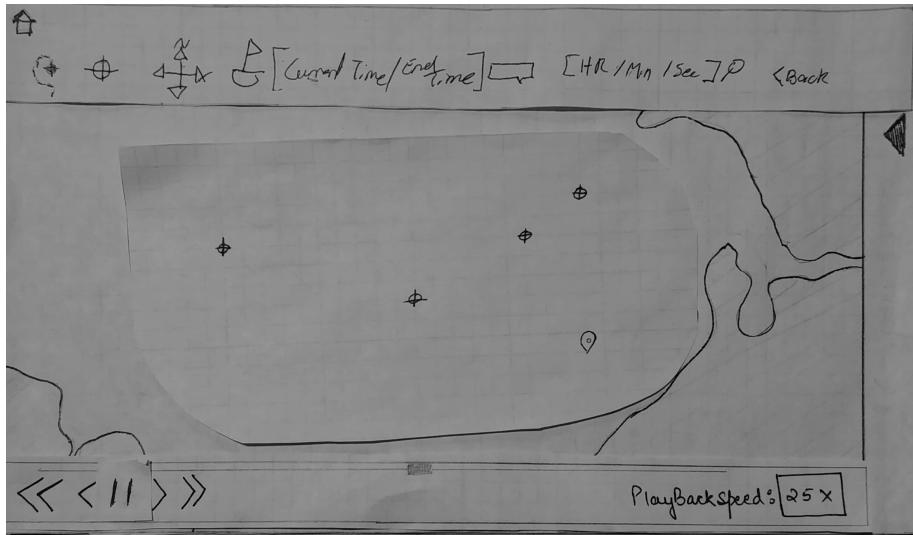 N
[Current Time/End Time] [HR/Mn/Sec] <Back
<< < || > >> PlayBackspeed: 25x